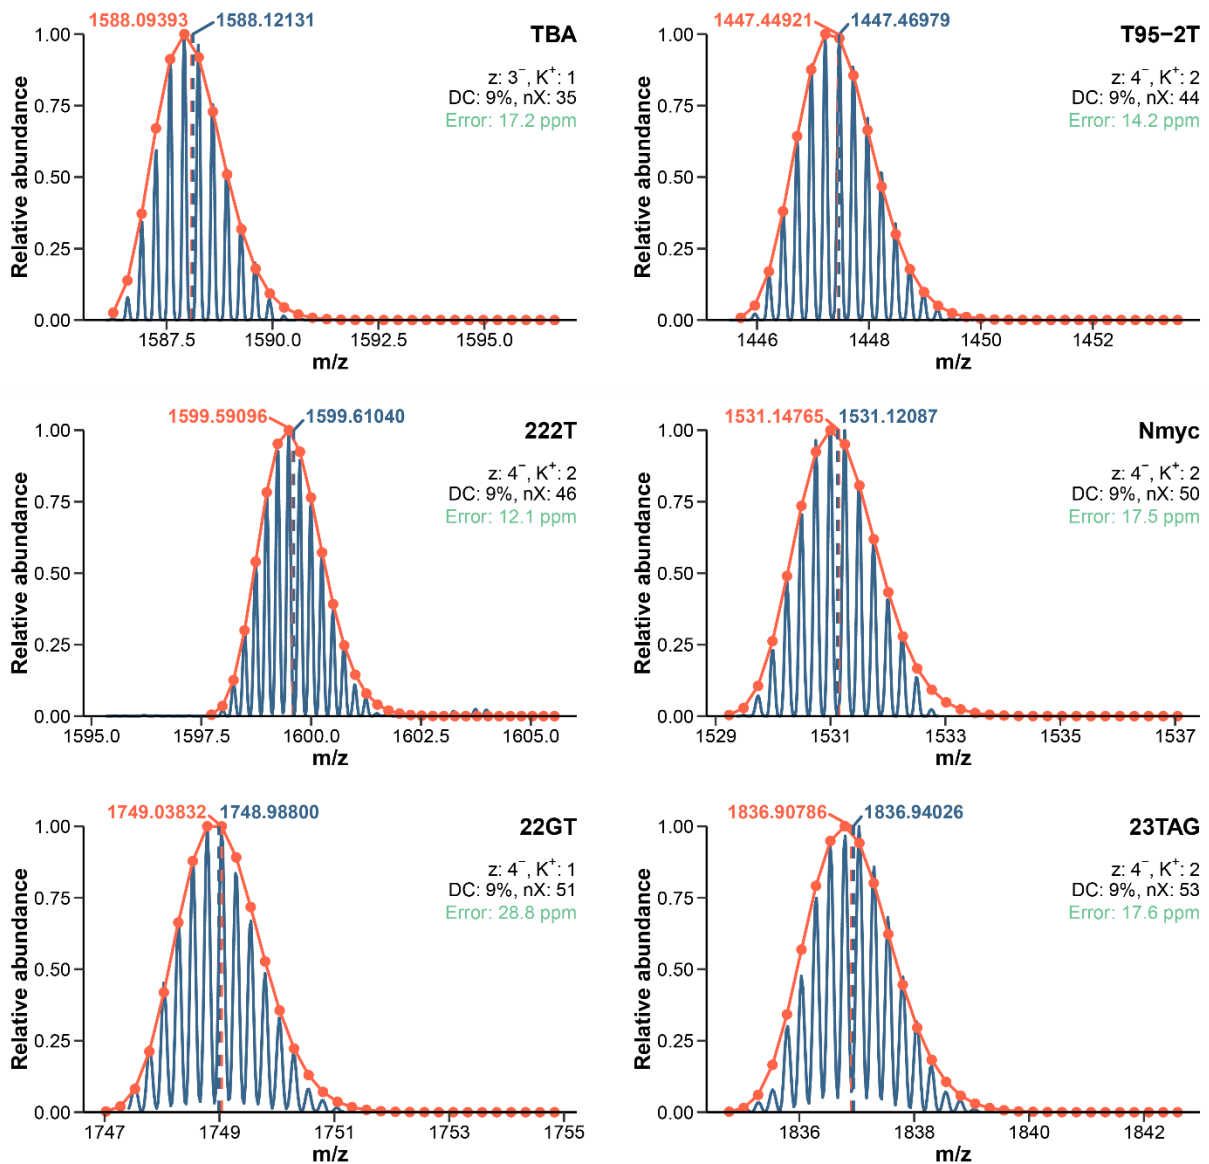 1588.09393 1588.12131
TBA
z: 3⁻, K⁺: 1
DC: 9%, nX: 35
Error: 17.2 ppm
Relative abundance
1.00
0.75
0.50
0.25
0.00
1587.5 1590.0 1592.5 1595.0
m/z
1447.44921 1447.46979
T95−2T
z: 4⁻, K⁺: 2
DC: 9%, nX: 44
Error: 14.2 ppm
Relative abundance
1.00
0.75
0.50
0.25
0.00
1446 1448 1450 1452
m/z
1599.59096 1599.61040
222T
z: 4⁻, K⁺: 2
DC: 9%, nX: 46
Error: 12.1 ppm
Relative abundance
1.00
0.75
0.50
0.25
0.00
1595.0 1597.5 1600.0 1602.5 1605.0
m/z
1531.14765 1531.12087
Nmyc
z: 4⁻, K⁺: 2
DC: 9%, nX: 50
Error: 17.5 ppm
Relative abundance
1.00
0.75
0.50
0.25
0.00
1529 1531 1533 1535 1537
m/z
1749.03832 1748.98800
22GT
z: 4⁻, K⁺: 1
DC: 9%, nX: 51
Error: 28.8 ppm
Relative abundance
1.00
0.75
0.50
0.25
0.00
1747 1749 1751 1753 1755
m/z
1836.90786 1836.94026
23TAG
z: 4⁻, K⁺: 2
DC: 9%, nX: 53
Error: 17.6 ppm
Relative abundance
1.00
0.75
0.50
0.25
0.00
1836 1838 1840 1842
m/z